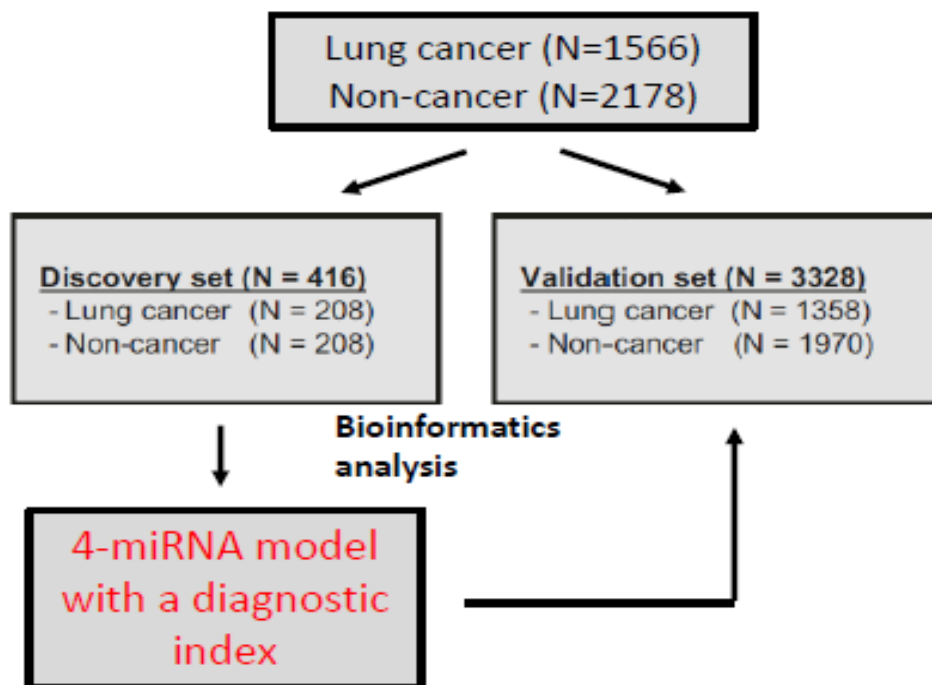 Lung cancer (N=1566)
Non-cancer (N=2178)
Discovery set (N = 416)
- Lung cancer (N = 208)
- Non-cancer (N = 208)
Validation set (N = 3328)
- Lung cancer (N = 1358)
- Non-cancer (N = 1970)
Bioinformatics
analysis
4-miRNA model
with a diagnostic
index